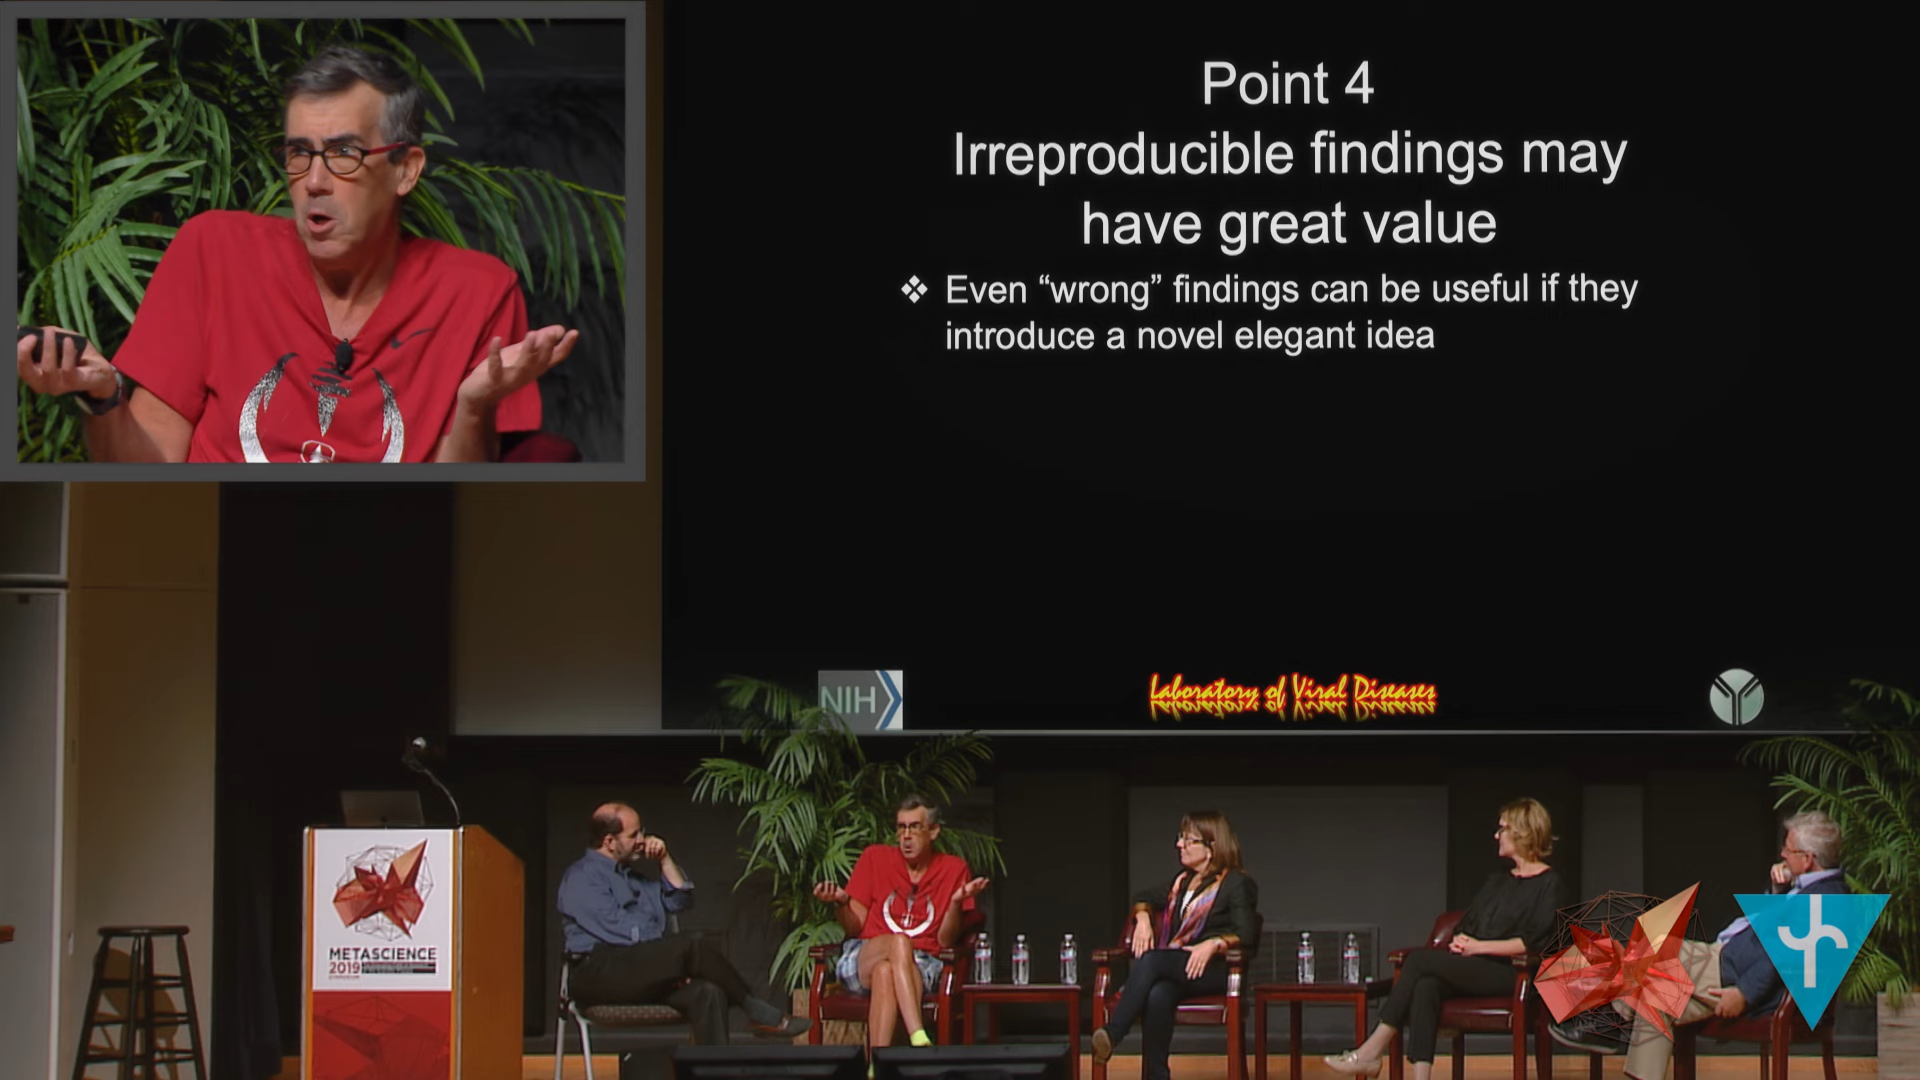 Point 4
Irreproducible findings may
have great value
❖ Even “wrong” findings can be useful if they
introduce a novel elegant idea
NIH
Laboratory of Viral Diseases
METASCIENCE
2019
SYMPOSIUM